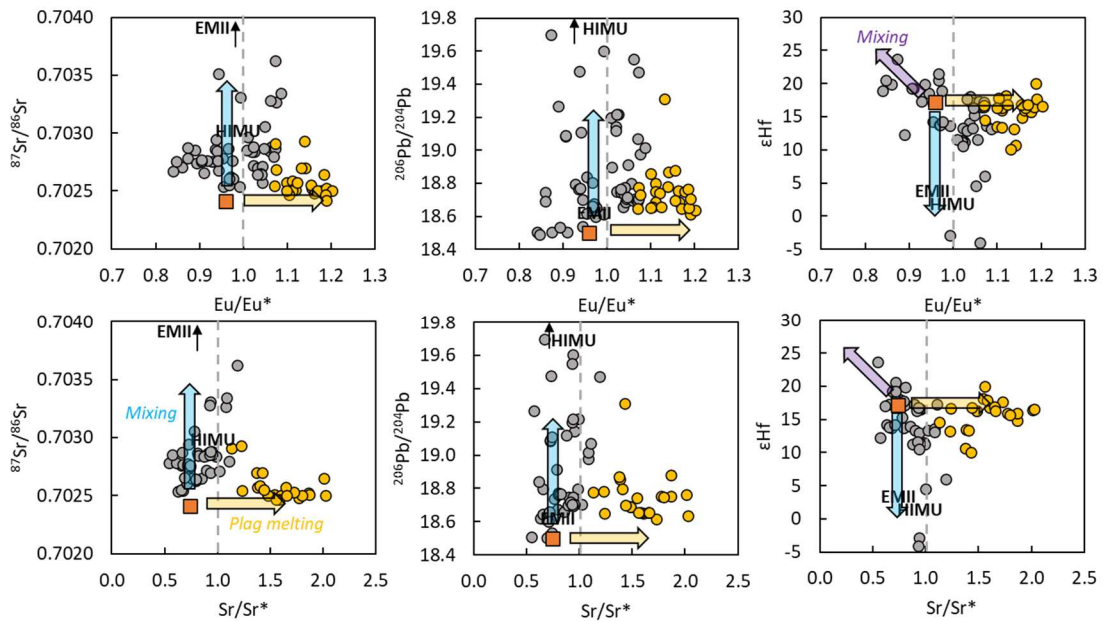 0.7040
0.7035
0.7030
0.7025
0.7020
⁸⁷Sr/⁸⁶Sr
EMII
HIMU
0.7 0.8 0.9 1.0 1.1 1.2 1.3
Eu/Eu*
19.8
19.6
19.4
19.2
19.0
18.8
18.6
18.4
²⁰⁶Pb/²⁰⁴Pb
HIMU
EMII
0.7 0.8 0.9 1.0 1.1 1.2 1.3
Eu/Eu*
30
25
20
15
10
5
0
-5
εHf
Mixing
EMII
HIMU
0.7 0.8 0.9 1.0 1.1 1.2 1.3
Eu/Eu*
0.7040
0.7035
0.7030
0.7025
0.7020
⁸⁷Sr/⁸⁶Sr
EMII
Mixing
HIMU
Plag melting
0.0 0.5 1.0 1.5 2.0 2.5
Sr/Sr*
19.8
19.6
19.4
19.2
19.0
18.8
18.6
18.4
²⁰⁶Pb/²⁰⁴Pb
HIMU
EMII
0.0 0.5 1.0 1.5 2.0 2.5
Sr/Sr*
30
25
20
15
10
5
0
-5
εHf
EMII
HIMU
0.0 0.5 1.0 1.5 2.0 2.5
Sr/Sr*